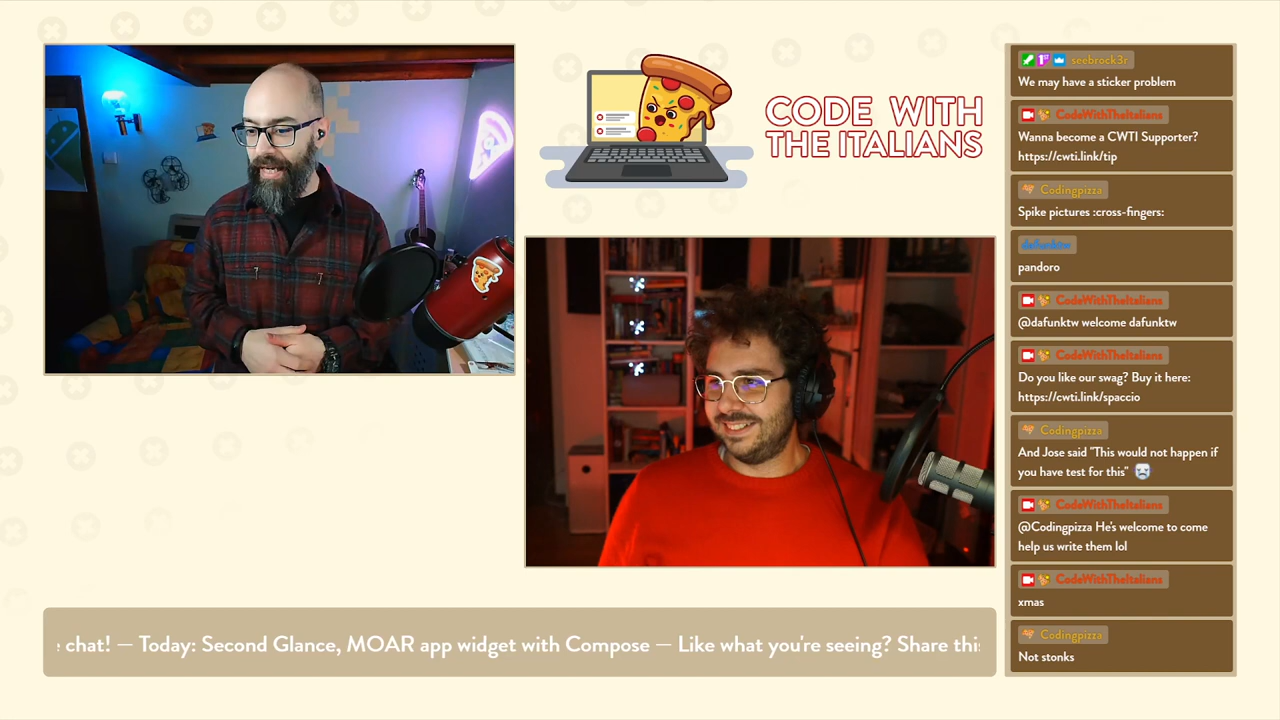 CODE WITH
THE ITALIANS
seebrock3r
We may have a sticker problem
CodeWithTheItalians
Wanna become a CWTI Supporter?
https://cwti.link/tip
Codingpizza
Spike pictures :cross-fingers:
dafunktw
pandoro
CodeWithTheItalians
@dafunktw welcome dafunktw
CodeWithTheItalians
Do you like our swag? Buy it here:
https://cwti.link/spaccio
Codingpizza
And Jose said "This would not happen if
you have test for this"
CodeWithTheItalians
@Codingpizza He's welcome to come
help us write them lol
CodeWithTheItalians
xmas
Codingpizza
Not stonks
chat! — Today: Second Glance, MOAR app widget with Compose — Like what you're seeing? Share this